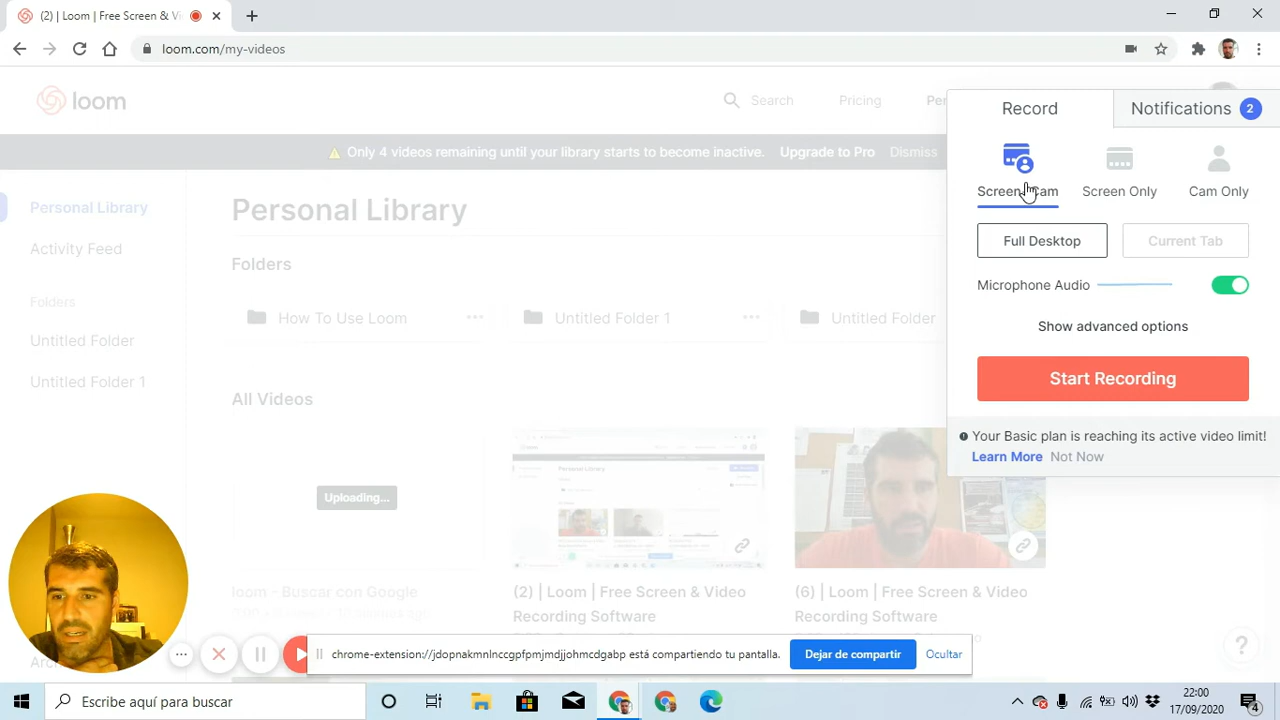 (2) | Loom | Free Screen & Vi
loom.com/my-videos
loom
Search
Pricing
Per
Record
Notifications 2
Only 4 videos remaining until your library starts to become inactive. Upgrade to Pro Dismiss
Screen + Cam
Screen Only
Cam Only
Full Desktop
Current Tab
Microphone Audio
Show advanced options
Start Recording
Your Basic plan is reaching its active video limit!
Learn More Not Now
Personal Library
Activity Feed
Folders
Untitled Folder
Untitled Folder 1
Personal Library
Folders
How To Use Loom
Untitled Folder 1
Untitled Folder
All Videos
Uploading...
Personal Library
loom - Buscar con Google
(2) | Loom | Free Screen & Video
Recording Software
(6) | Loom | Free Screen & Video
Recording Software
chrome-extension://jdopnakmnlnccgpfpmjmdjjohmcdgabp está compartiendo tu pantalla.
Dejar de compartir
Ocultar
?
Escribe aquí para buscar
22:00
17/09/2020
4